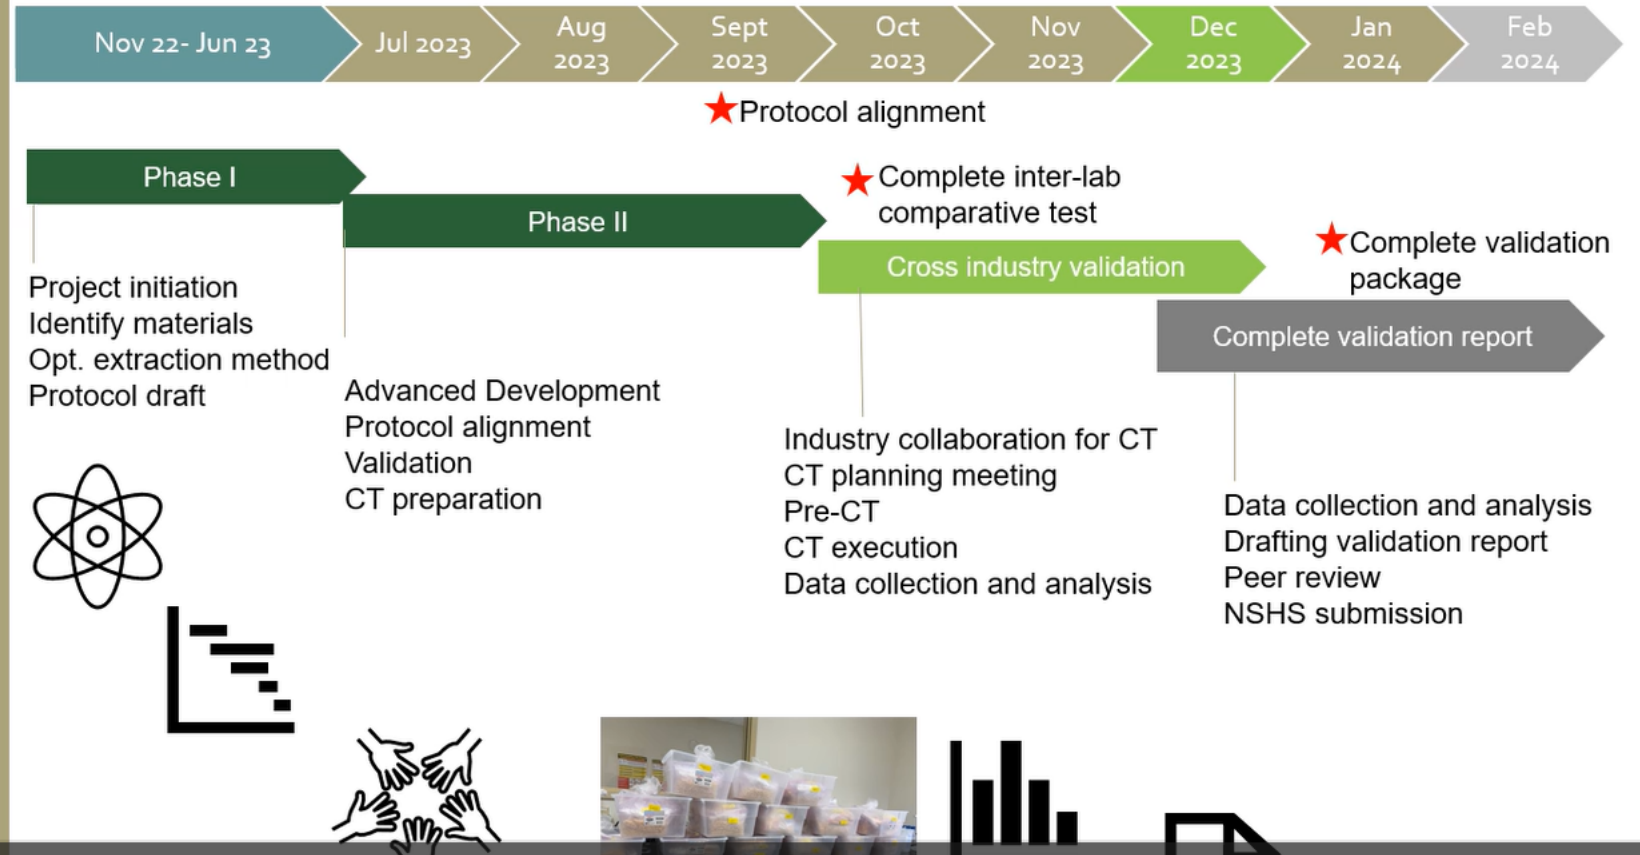 Nov 22- Jun 23
Jul 2023
Aug
2023
Sept
2023
Oct
2023
Nov
2023
Dec
2023
Jan
2024
Feb
2024
Protocol alignment
Phase I
Complete inter-lab
comparative test
Phase II
Complete validation
package
Cross industry validation
Complete validation report
Project initiation
Identify materials
Opt. extraction method
Protocol draft
Advanced Development
Protocol alignment
Validation
CT preparation
Industry collaboration for CT
CT planning meeting
Pre-CT
CT execution
Data collection and analysis
Data collection and analysis
Drafting validation report
Peer review
NSHS submission